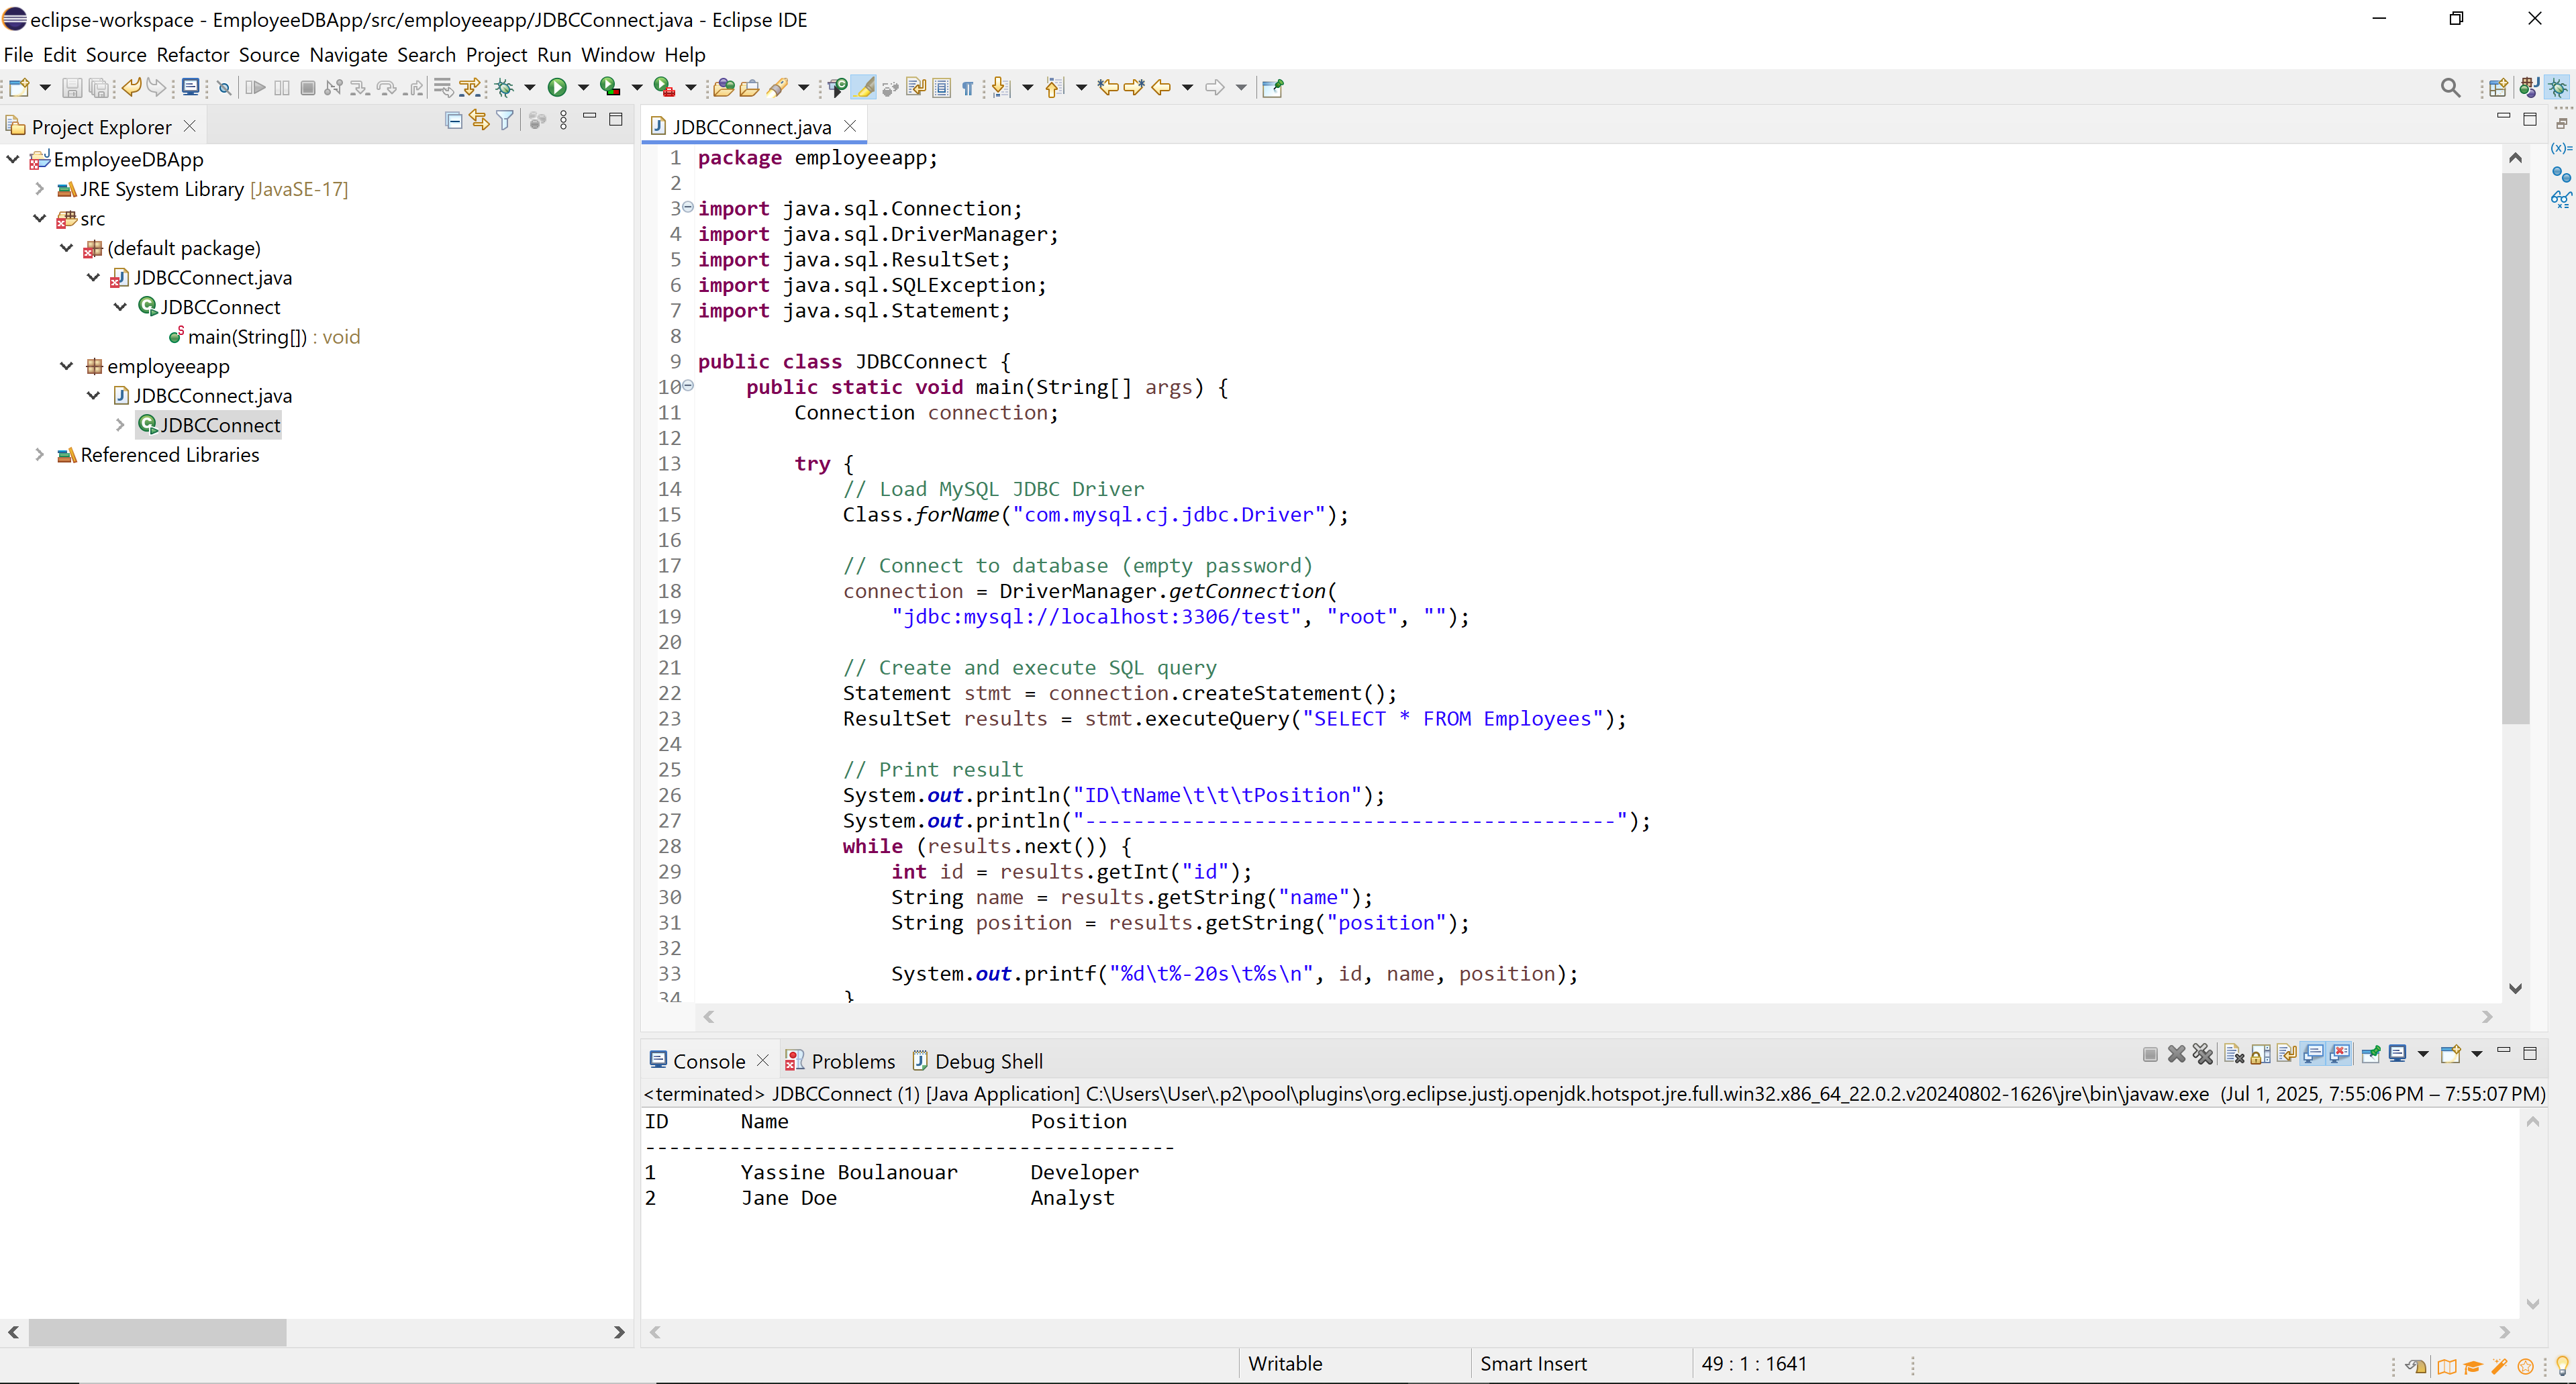 eclipse-workspace - EmployeeDBApp/src/employeeapp/JDBCConnect.java - Eclipse IDE
File Edit Source Refactor Source Navigate Search Project Run Window Help
Project Explorer
EmployeeDBApp
JRE System Library [JavaSE-17]
src
(default package)
JDBCConnect.java
JDBCConnect
main(String[]) : void
employeeapp
JDBCConnect.java
JDBCConnect
Referenced Libraries
JDBCConnect.java
1 package employeeapp;
2
3 import java.sql.Connection;
4 import java.sql.DriverManager;
5 import java.sql.ResultSet;
6 import java.sql.SQLException;
7 import java.sql.Statement;
8
9 public class JDBCConnect {
10     public static void main(String[] args) {
11         Connection connection;
12
13         try {
14             // Load MySQL JDBC Driver
15             Class.forName("com.mysql.cj.jdbc.Driver");
16
17             // Connect to database (empty password)
18             connection = DriverManager.getConnection(
19                 "jdbc:mysql://localhost:3306/test", "root", "");
20
21             // Create and execute SQL query
22             Statement stmt = connection.createStatement();
23             ResultSet results = stmt.executeQuery("SELECT * FROM Employees");
24
25             // Print result
26             System.out.println("ID\tName\t\t\tPosition");
27             System.out.println("--------------------------------------------");
28             while (results.next()) {
29                 int id = results.getInt("id");
30                 String name = results.getString("name");
31                 String position = results.getString("position");
32
33                 System.out.printf("%d\t%-20s\t%s\n", id, name, position);
34             }
Console Problems Debug Shell
<terminated> JDBCConnect (1) [Java Application] C:\Users\User\.p2\pool\plugins\org.eclipse.justj.openjdk.hotspot.jre.full.win32.x86_64_22.0.2.v20240802-1626\jre\bin\javaw.exe (Jul 1, 2025, 7:55:06 PM – 7:55:07 PM)
ID Name Position
--------------------------------------------
1 Yassine Boulanouar Developer
2 Jane Doe Analyst
Writable Smart Insert 49 : 1 : 1641